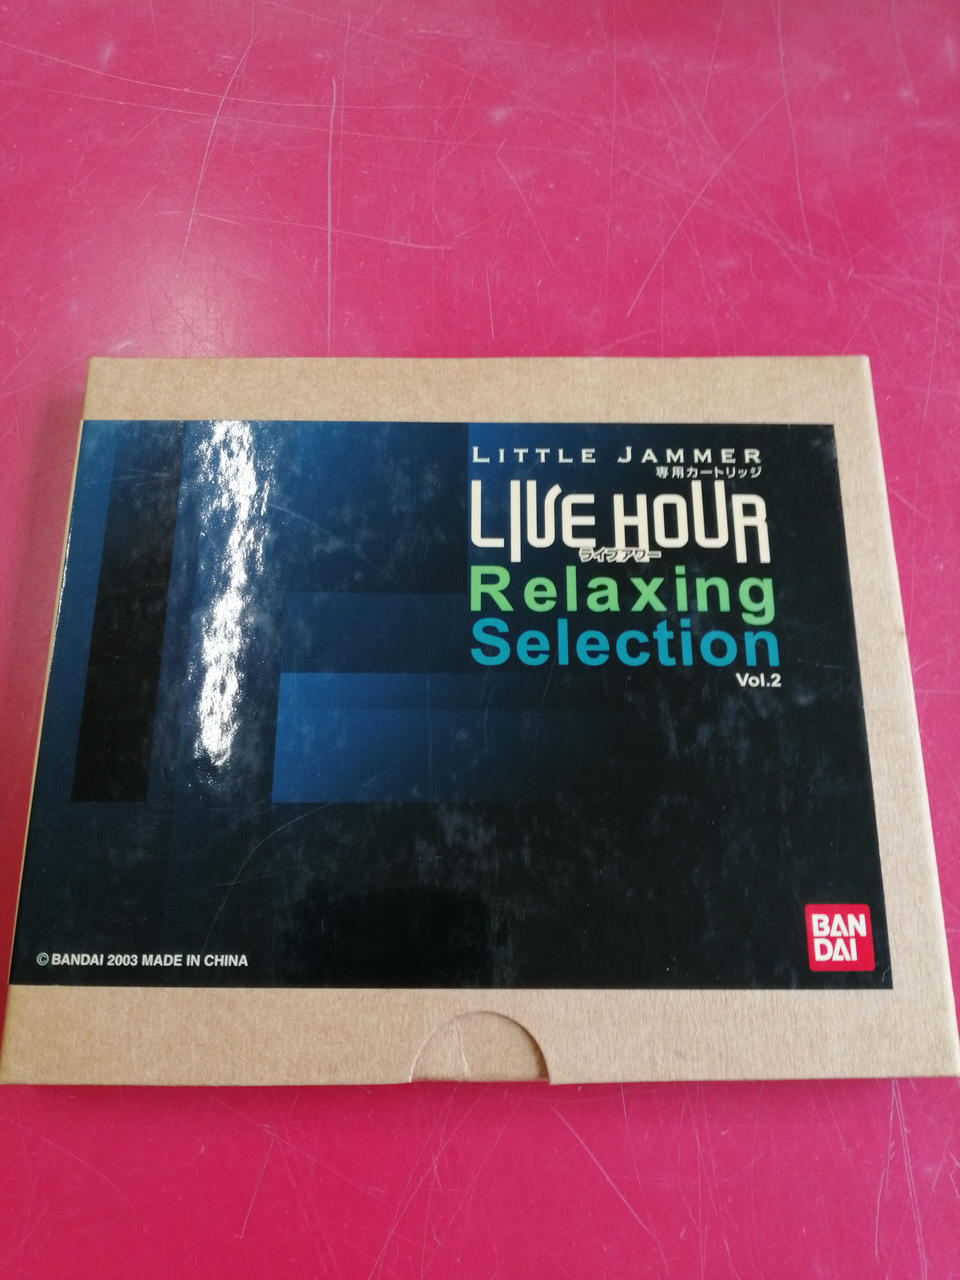 LITTLE JAMMER
専用カートリッジ
LIVE HOUR
ライブアワー
Relaxing
Selection
Vol.2
BAN
DAI
© BANDAI 2003 MADE IN CHINA